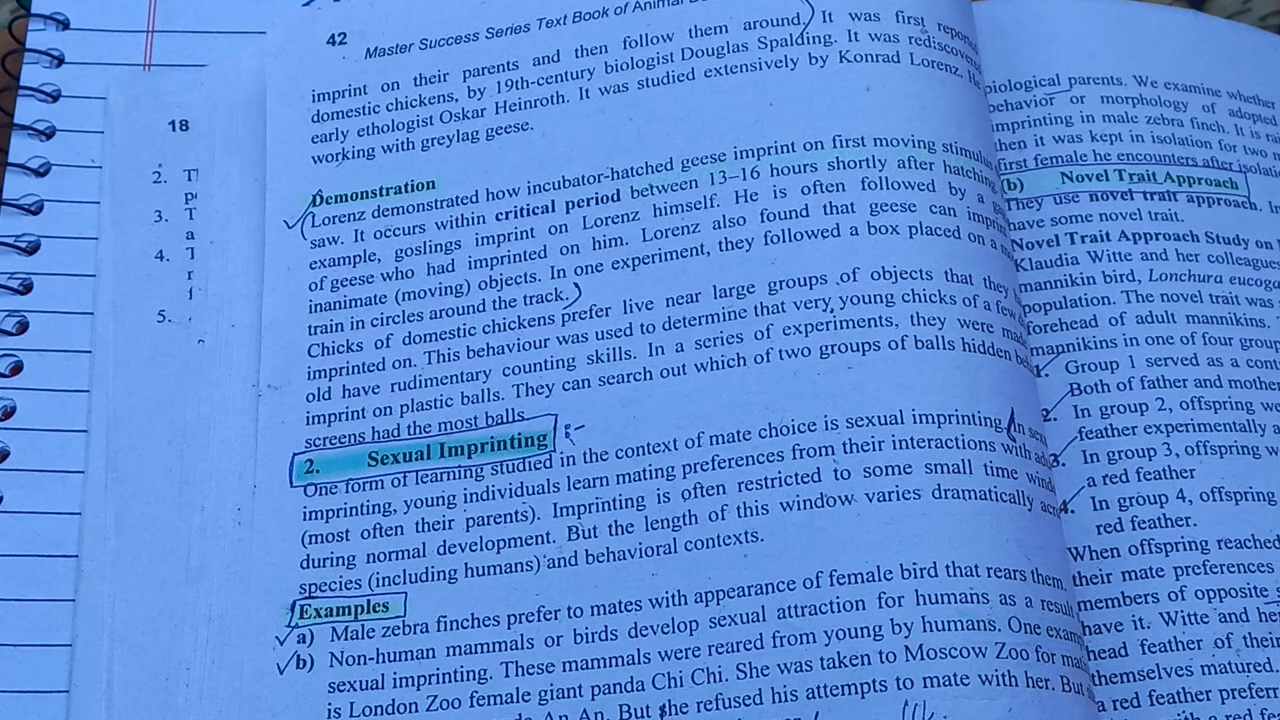 42 Master Success Series Text Book of Animal
imprint on their parents and then follow them around. It was first
domestic chickens, by 19th-century biologist Douglas Spalding. It was
early ethologist Oskar Heinroth. It was studied extensively by Konrad Lorenz.
working with greylag geese.
Demonstration
Lorenz demonstrated how incubator-hatched geese imprint on first moving
saw. It occurs within critical period between 13–16 hours shortly after hatching
example, goslings imprint on Lorenz himself. He is often followed by a
of geese who had imprinted on him. Lorenz also found that geese can
inanimate (moving) objects. In one experiment, they followed a box placed on a
train in circles around the track.
Chicks of domestic chickens prefer live near large groups of objects that they
imprinted on. This behaviour was used to determine that very young chicks of a few
old have rudimentary counting skills. In a series of experiments, they were
imprint on plastic balls. They can search out which of two groups of balls hidden
screens had the most balls
2. Sexual Imprinting
One form of learning studied in the context of mate choice is sexual imprinting. In
imprinting, young individuals learn mating preferences from their interactions with
(most often their parents). Imprinting is often restricted to some small time
during normal development. But the length of this window varies dramatically
species (including humans) and behavioral contexts.
Examples
a) Male zebra finches prefer to mates with appearance of female bird that rears them.
b) Non-human mammals or birds develop sexual attraction for humans as a result
sexual imprinting. These mammals were reared from young by humans. One
is London Zoo female giant panda Chi Chi. She was taken to Moscow Zoo for
An An. But she refused his attempts to mate with her. But
18
2.
3. T
a
4.
r
5.
biological parents. We examine whether
behavior or morphology of adopted
imprinting in male zebra finch. It is
then it was kept in isolation for two
first female he encounters after
(b) Novel Trait Approach
They use novel trait approach.
have some novel trait.
Novel Trait Approach Study on
Klaudia Witte and her colleagues
mannikin bird, Lonchura
population. The novel trait was
forehead of adult mannikins.
mannikins in one of four
1. Group 1 served as a
Both of father and
2. In group 2, offspring
feather experimentally
3. In group 3, offspring
a red feather
4. In group 4, offspring
red feather.
When offspring reached
their mate preferences
members of opposite
have it. Witte and
head feather of their
themselves matured.
a red feather